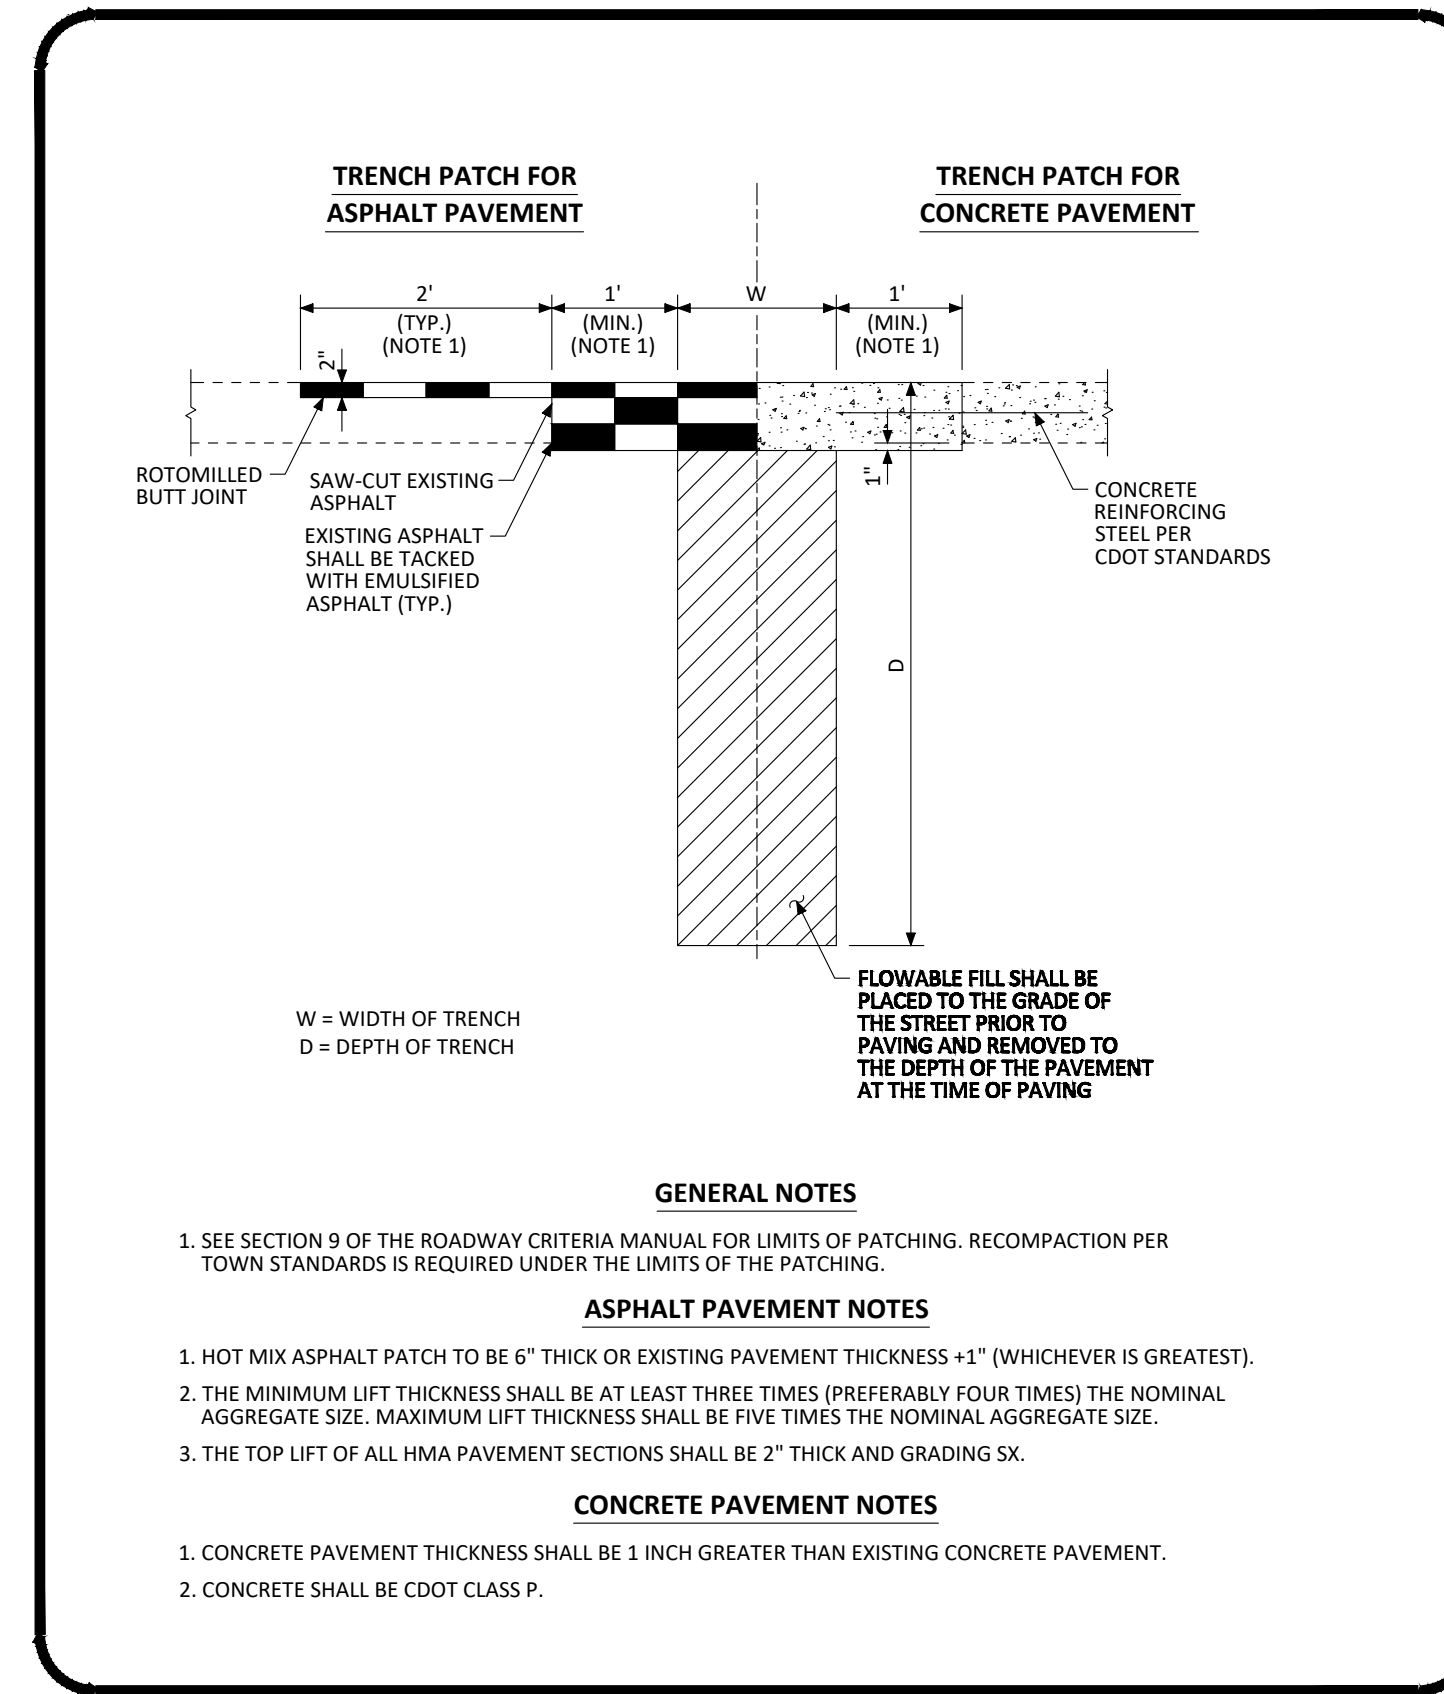 TRENCH PATCH FOR
ASPHALT PAVEMENT
TRENCH PATCH FOR
CONCRETE PAVEMENT
2'
(TYP.)
(NOTE 1)
1'
(MIN.)
(NOTE 1)
W
1'
(MIN.)
(NOTE 1)
2"
ROTOMILLED
BUTT JOINT
SAW-CUT EXISTING
ASPHALT
EXISTING ASPHALT
SHALL BE TACKED
WITH EMULSIFIED
ASPHALT (TYP.)
1"
CONCRETE
REINFORCING
STEEL PER
CDOT STANDARDS
D
FLOWABLE FILL SHALL BE
PLACED TO THE GRADE OF
THE STREET PRIOR TO
PAVING AND REMOVED TO
THE DEPTH OF THE PAVEMENT
AT THE TIME OF PAVING
W = WIDTH OF TRENCH
D = DEPTH OF TRENCH
GENERAL NOTES
1. SEE SECTION 9 OF THE ROADWAY CRITERIA MANUAL FOR LIMITS OF PATCHING. RECOMPACTION PER
TOWN STANDARDS IS REQUIRED UNDER THE LIMITS OF THE PATCHING.
ASPHALT PAVEMENT NOTES
1. HOT MIX ASPHALT PATCH TO BE 6" THICK OR EXISTING PAVEMENT THICKNESS +1" (WHICHEVER IS GREATEST).
2. THE MINIMUM LIFT THICKNESS SHALL BE AT LEAST THREE TIMES (PREFERABLY FOUR TIMES) THE NOMINAL
AGGREGATE SIZE. MAXIMUM LIFT THICKNESS SHALL BE FIVE TIMES THE NOMINAL AGGREGATE SIZE.
3. THE TOP LIFT OF ALL HMA PAVEMENT SECTIONS SHALL BE 2" THICK AND GRADING SX.
CONCRETE PAVEMENT NOTES
1. CONCRETE PAVEMENT THICKNESS SHALL BE 1 INCH GREATER THAN EXISTING CONCRETE PAVEMENT.
2. CONCRETE SHALL BE CDOT CLASS P.